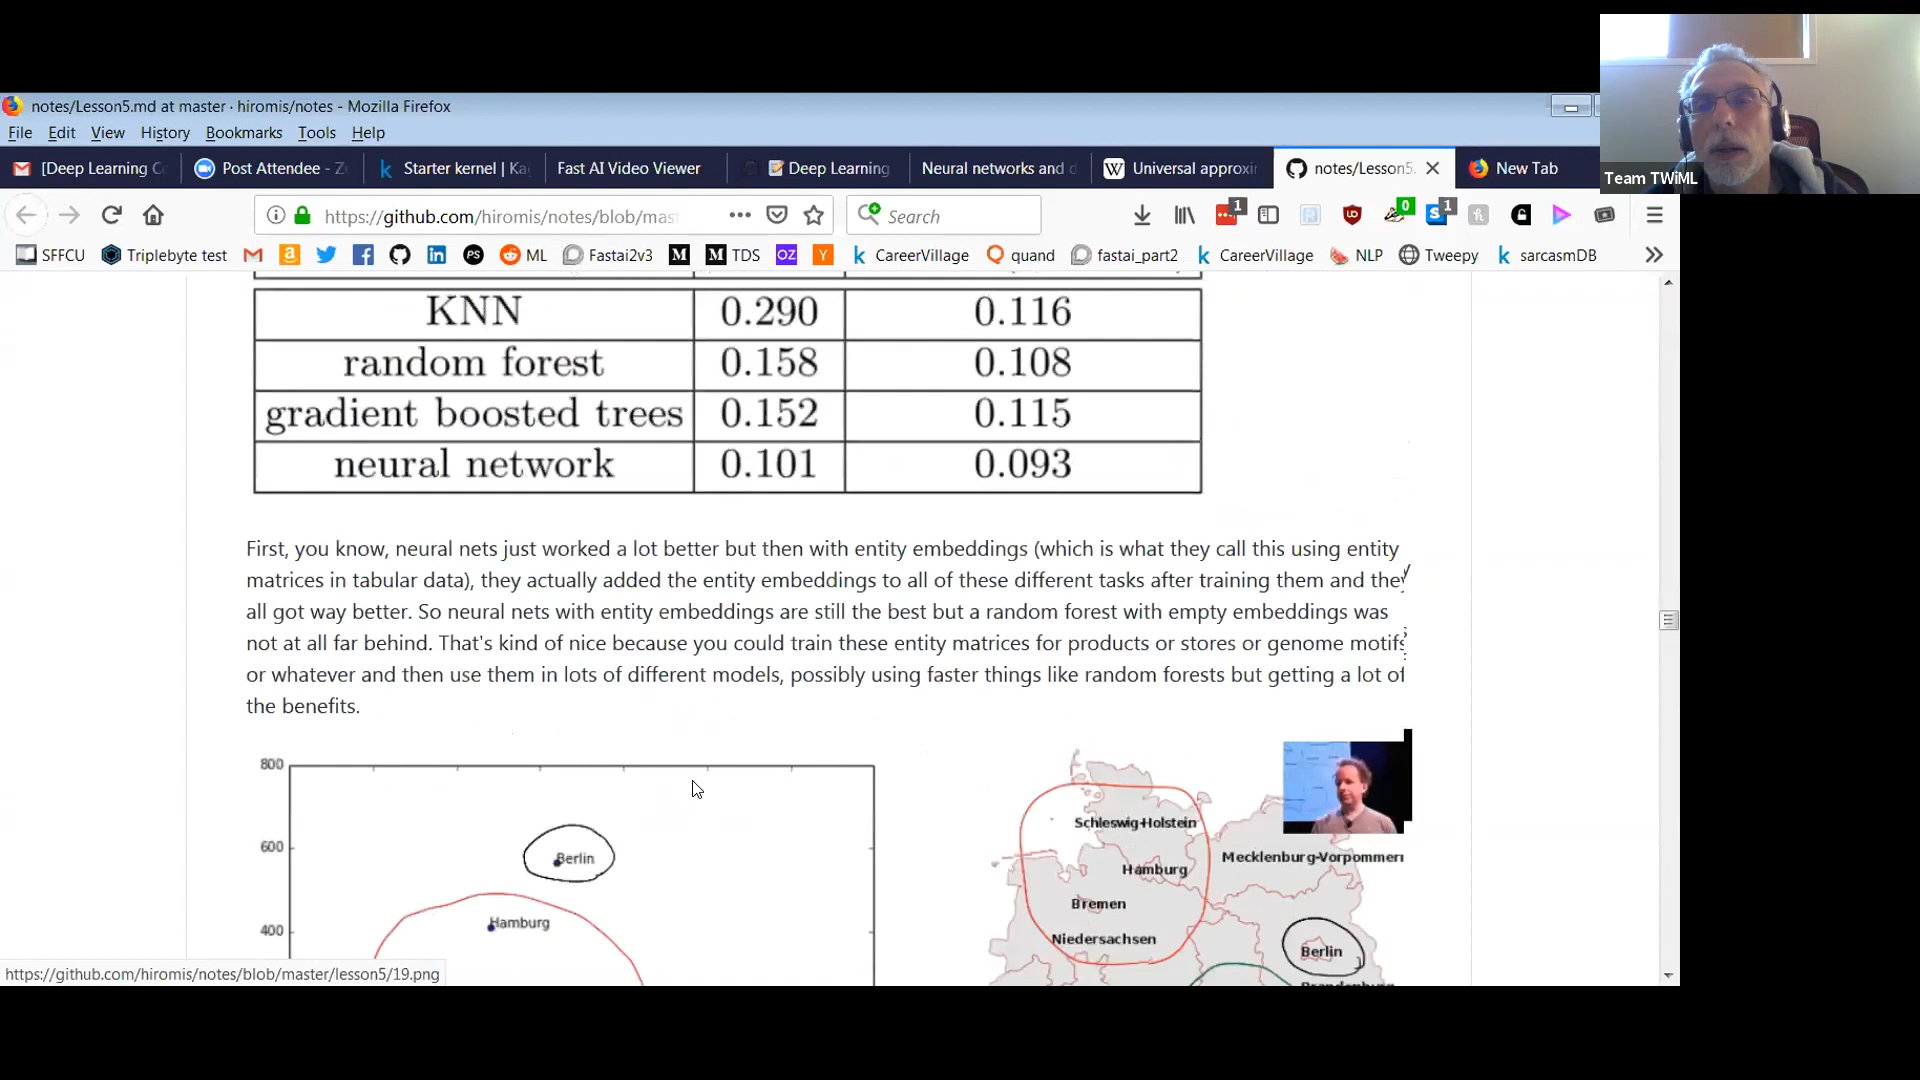 Team TWiML
notes/Lesson5.md at master · hiromis/notes - Mozilla Firefox
File Edit View History Bookmarks Tools Help
[Deep Learning C Post Attendee - Z Starter kernel | Ka Fast AI Video Viewer Deep Learning Neural networks and d Universal approxi notes/Lesson5. New Tab
https://github.com/hiromis/notes/blob/mas Search 1 0 1
SFFCU Triplebyte test ML Fastai2v3 TDS OZ CareerVillage quand fastai_part2 CareerVillage NLP Tweepy sarcasmDB
KNN 0.290 0.116
random forest 0.158 0.108
gradient boosted trees 0.152 0.115
neural network 0.101 0.093
First, you know, neural nets just worked a lot better but then with entity embeddings (which is what they call this using entity
matrices in tabular data), they actually added the entity embeddings to all of these different tasks after training them and they
all got way better. So neural nets with entity embeddings are still the best but a random forest with empty embeddings was
not at all far behind. That's kind of nice because you could train these entity matrices for products or stores or genome motifs
or whatever and then use them in lots of different models, possibly using faster things like random forests but getting a lot of
the benefits.
800
600
400
Berlin
Hamburg
Schleswig-Holstein
Mecklenburg-Vorpommern
Hamburg
Bremen
Niedersachsen
Berlin
https://github.com/hiromis/notes/blob/master/lesson5/19.png